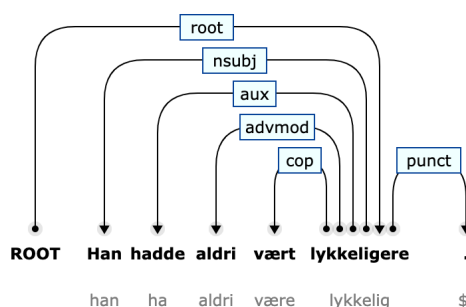 root
nsubj
aux
advmod
cop punct
ROOT Han hadde aldri vært lykkeligere .
han ha aldri være lykkelig $